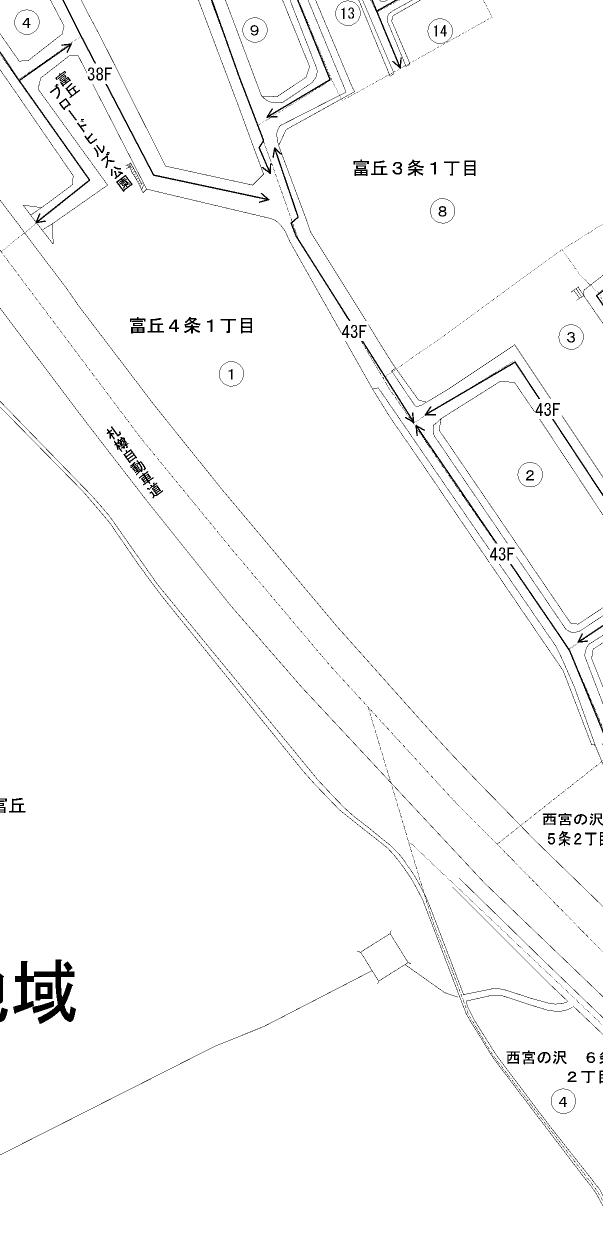 4
9
13
14
38F
富丘
ブロードヒルズ公園
富丘３条１丁目
8
富丘４条１丁目
43F
3
1
43F
札樽自動車道
2
43F
富丘
西宮の沢
5条2丁目
地域
西宮の沢　６条
２丁目
4